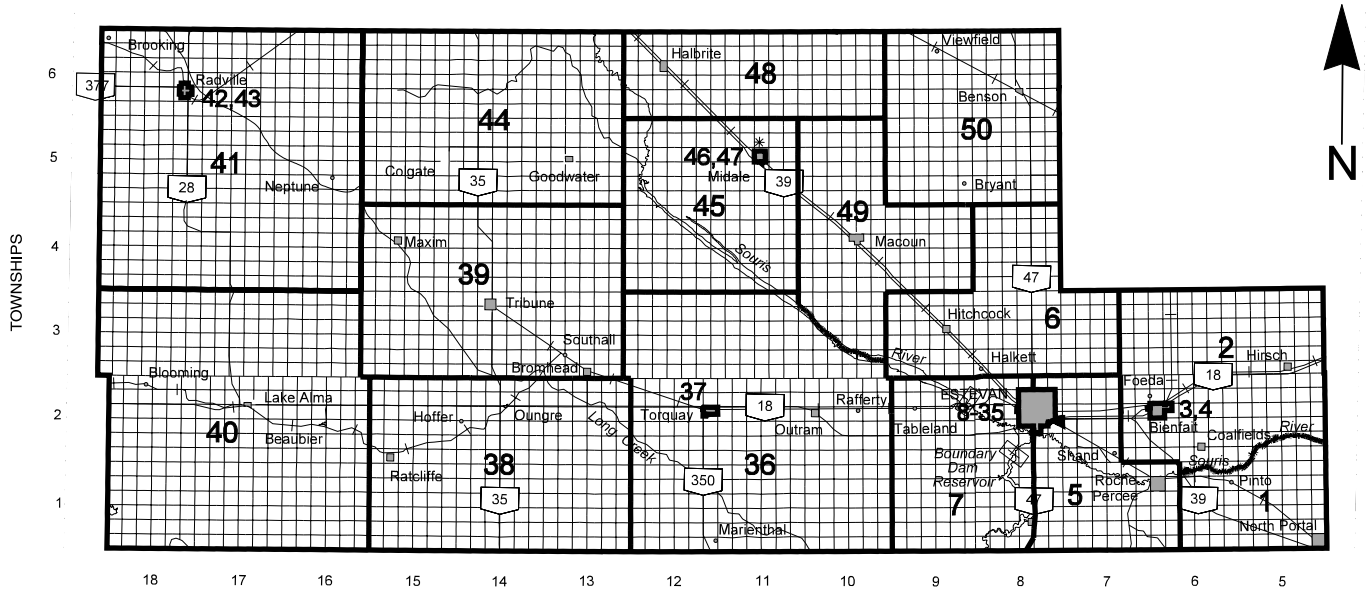 Brooking
Viewfield
Halbrite
6
377
Radville
42,43
48
Benson
44
50
TOWNSHIPS
N
5
41
28
Neptune
Colgate
35
Goodwater
46,47
Midale
39
Bryant
45
49
4
Maxim
39
Tribune
Souris
Macoun
47
3
Southall
Bromhead
River
Hitchcock
6
Halkett
2
Hirsch
Foeda
18
2
Blooming
Lake Alma
40
Beaubier
Hoffer
Oungre
Ratcliffe
38
35
Long Creek
37
Torquay
18
Outram
Rafferty
36
350
Marienthal
ESTEVAN
8-35
Tableland
Boundary
Dam
Reservoir
7
47
Shand
5
Roche
Percee
3,4
Bienfait
Coalfields
River
Souris
Pinto
39
1
North Portal
1
18
17
16
15
14
13
12
11
10
9
8
7
6
5